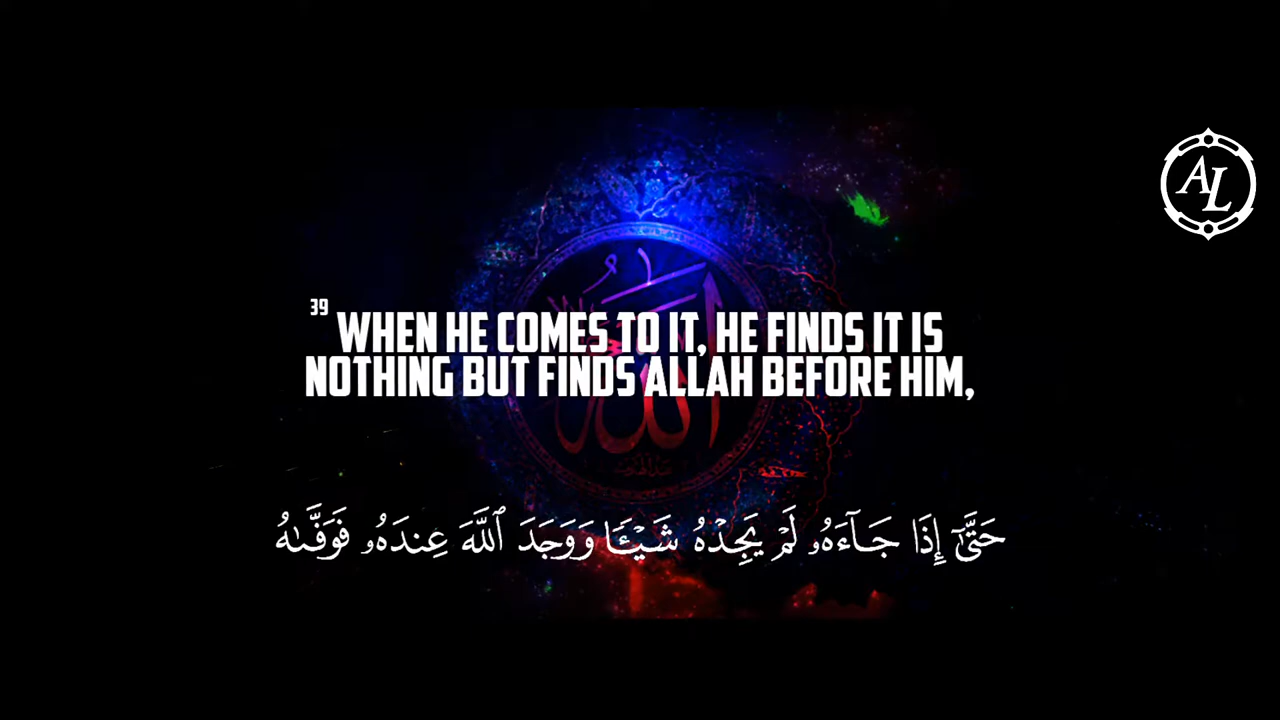 AL
39
WHEN HE COMES TO IT, HE FINDS IT IS
NOTHING BUT FINDS ALLAH BEFORE HIM,
الله
حَتَّىٰٓ إِذَا جَآءَهُۥ لَمْ يَجِدْهُ شَيْـًٔا وَوَجَدَ ٱللَّهَ عِندَهُۥ فَوَفَّىٰهُ